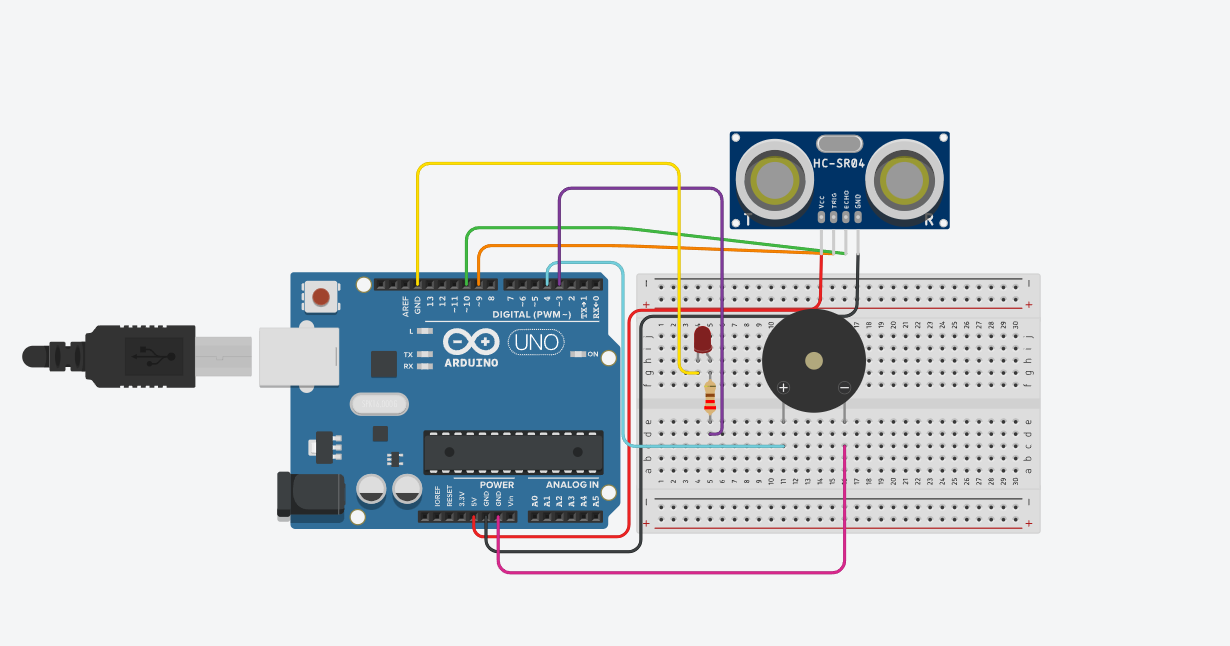 HC-SR04
VCC
TRIG
ECHO
GND
T
R
AREF
GND
13
12
~11
~10
~9
8
7
~6
~5
4
~3
2
TX→1
RX←0
DIGITAL (PWM~)
L
TX
RX
ARDUINO
UNO
ON
POWER
ANALOG IN
IOREF
RESET
3.3V
5V
GND
GND
Vin
A0
A1
A2
A3
A4
A5
+
−